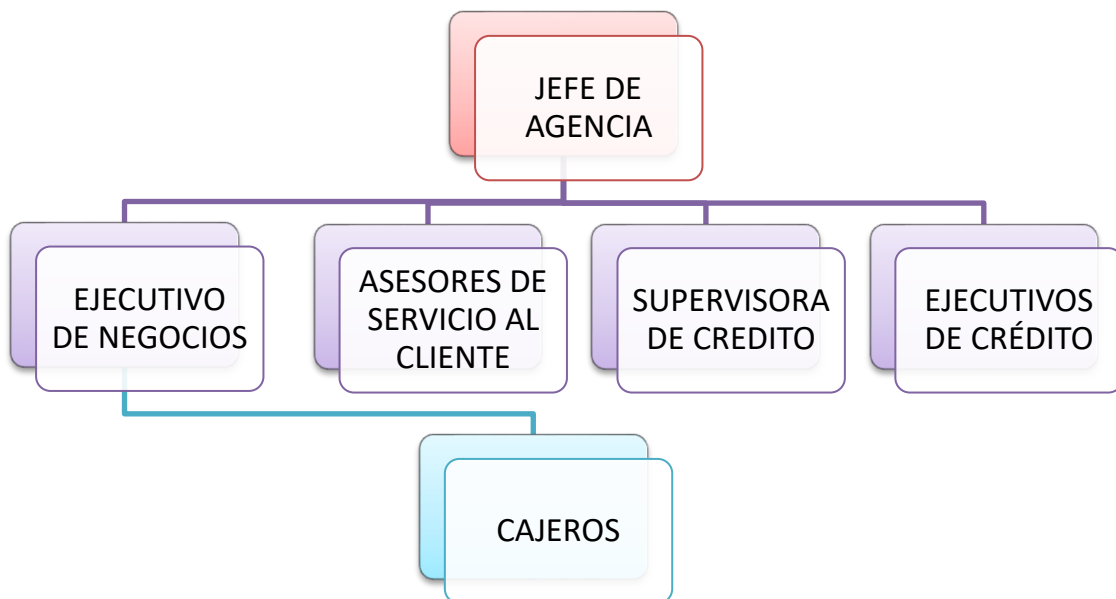 JEFE DE
AGENCIA
EJECUTIVO
DE NEGOCIOS
ASESORES DE
SERVICIO AL
CLIENTE
SUPERVISORA
DE CREDITO
EJECUTIVOS
DE CRÉDITO
CAJEROS